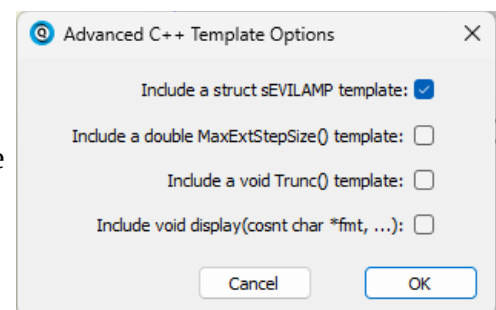 Advanced C++ Template Options
Include a struct sEVILAMP template:
e
Include a double MaxExtStepSize() template:
Include a void Trunc() template:
Include void display(cosnt char *fmt, ...):
Cancel OK